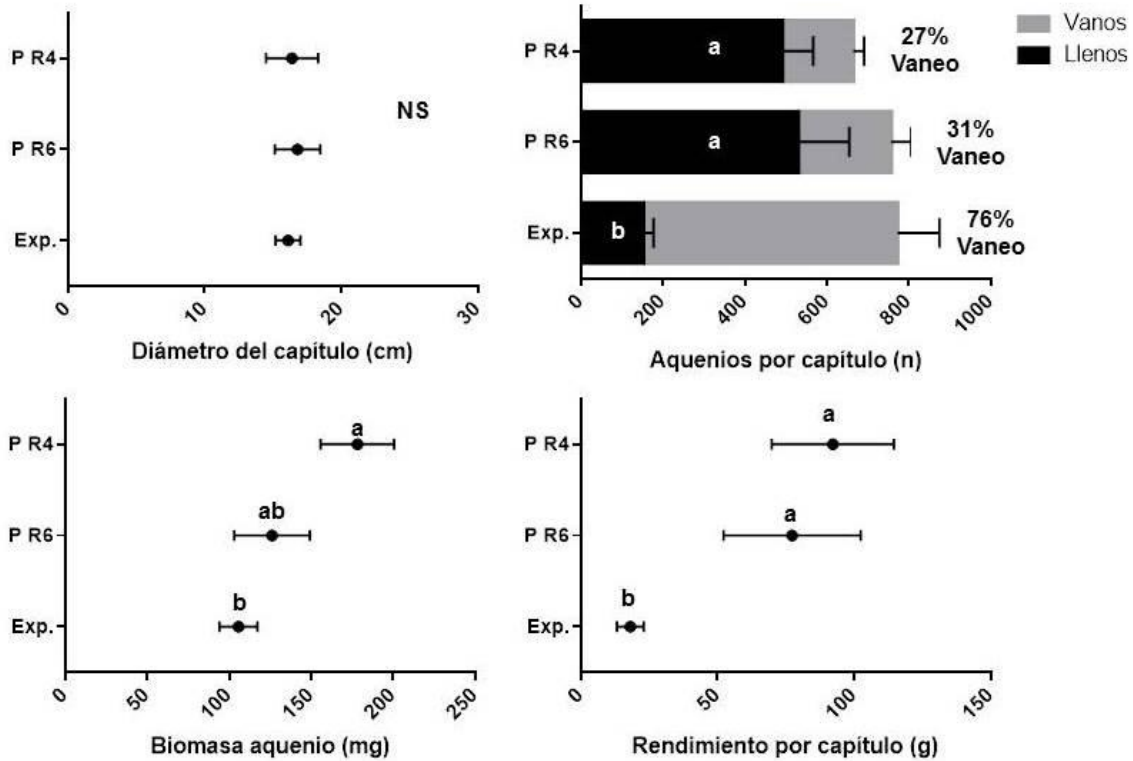 P R4
P R6
Exp.
NS
0
10
20
30
Diámetro del capítulo (cm)
P R4
P R6
Exp.
a
a
b
27%
Vaneo
31%
Vaneo
76%
Vaneo
Vanos
Llenos
0
200
400
600
800
1000
Aquenios por capítulo (n)
P R4
P R6
Exp.
a
ab
b
0
50
100
150
200
250
Biomasa aquenio (mg)
P R4
P R6
Exp.
a
a
b
0
50
100
150
Rendimiento por capítulo (g)